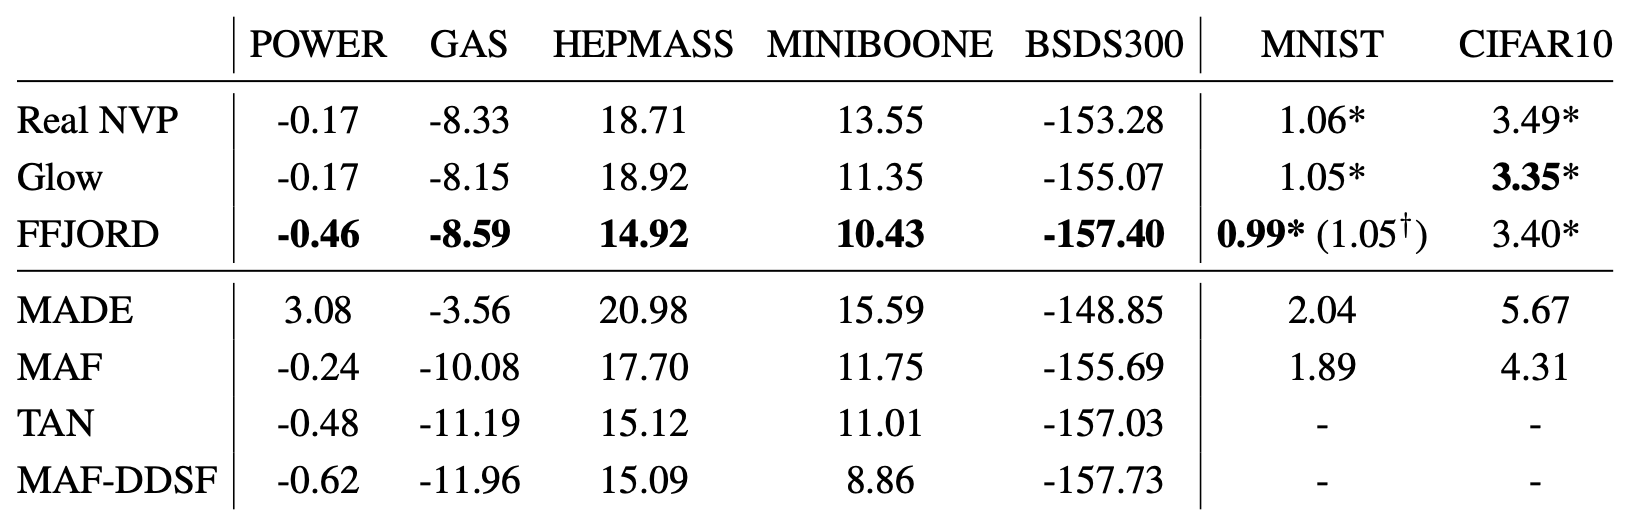 POWER GAS HEPMASS MINIBOONE BSDS300 MNIST CIFAR10
Real NVP -0.17 -8.33 18.71 13.55 -153.28 1.06* 3.49*
Glow -0.17 -8.15 18.92 11.35 -155.07 1.05* 3.35*
FFJORD -0.46 -8.59 14.92 10.43 -157.40 0.99* (1.05†) 3.40*
MADE 3.08 -3.56 20.98 15.59 -148.85 2.04 5.67
MAF -0.24 -10.08 17.70 11.75 -155.69 1.89 4.31
TAN -0.48 -11.19 15.12 11.01 -157.03 - -
MAF-DDSF -0.62 -11.96 15.09 8.86 -157.73 - -